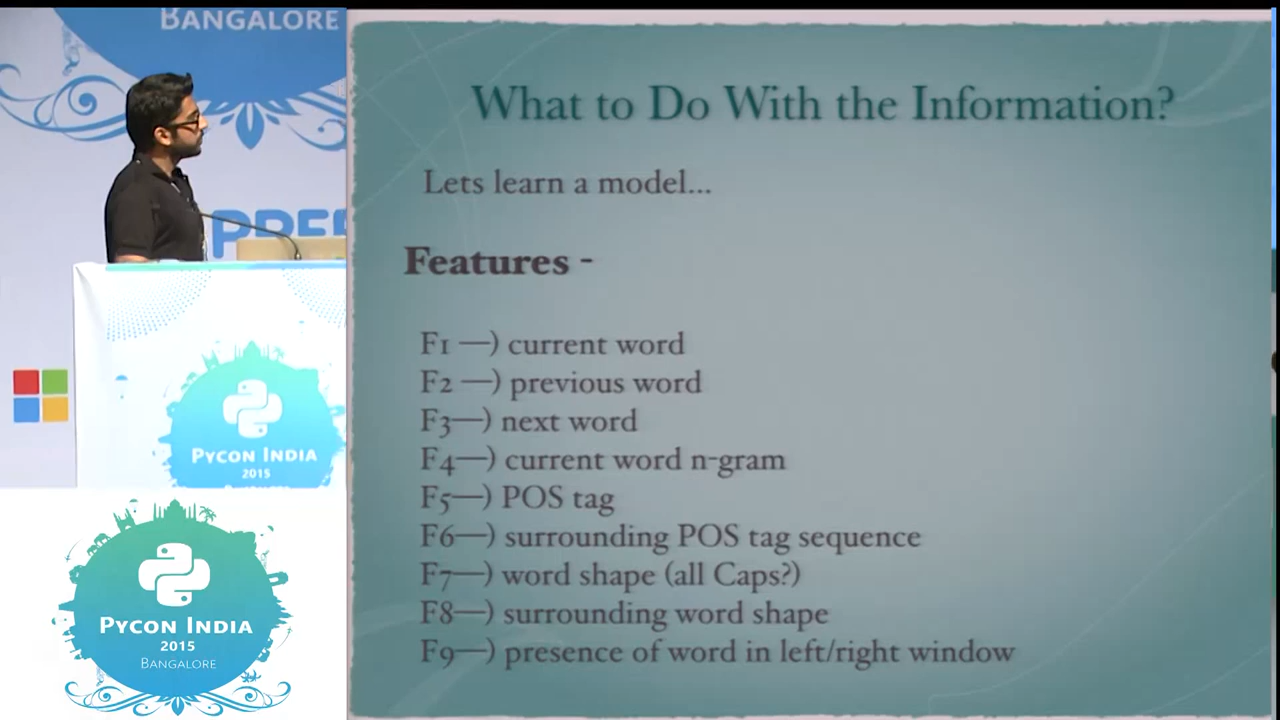 BANGALORE
PREF
PYCON INDIA
2015
PYCON INDIA
2015
BANGALORE
What to Do With the Information?
Lets learn a model...
Features -
F1 —) current word
F2 —) previous word
F3—) next word
F4—) current word n-gram
F5—) POS tag
F6—) surrounding POS tag sequence
F7—) word shape (all Caps?)
F8—) surrounding word shape
F9—) presence of word in left/right window